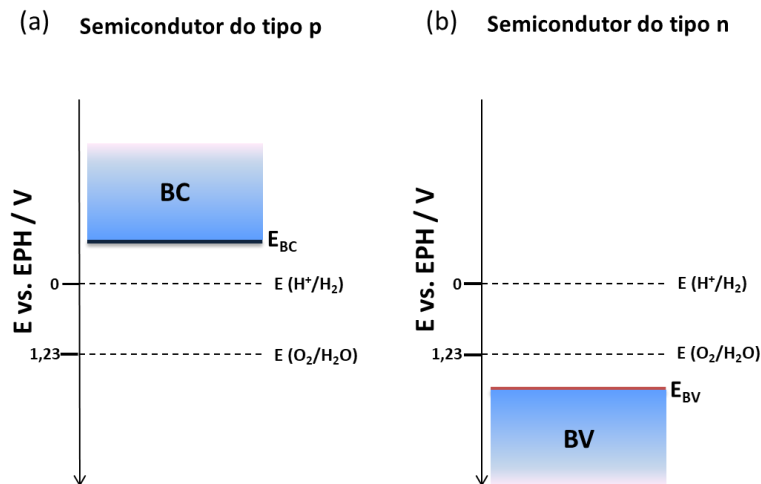 (a) Semicondutor do tipo p
E vs. EPH / V
BC
E_BC
0
E (H⁺/H₂)
1,23
E (O₂/H₂O)
(b) Semicondutor do tipo n
E vs. EPH / V
0
E (H⁺/H₂)
1,23
E (O₂/H₂O)
E_BV
BV